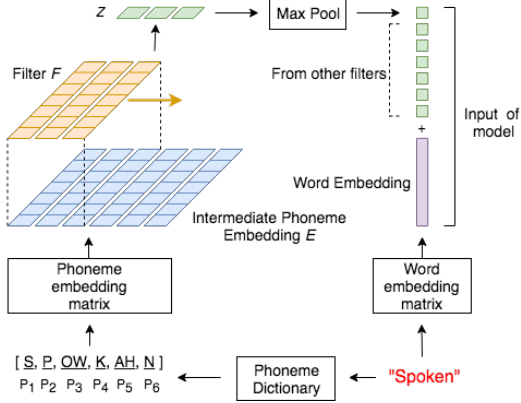 Z
Max Pool
Filter F
From other filters
+
Input of
model
Word Embedding
Intermediate Phoneme
Embedding E
Phoneme
embedding
matrix
Word
embedding
matrix
[ S, P, OW, K, AH, N ]
P1 P2 P3 P4 P5 P6
Phoneme
Dictionary
"Spoken"